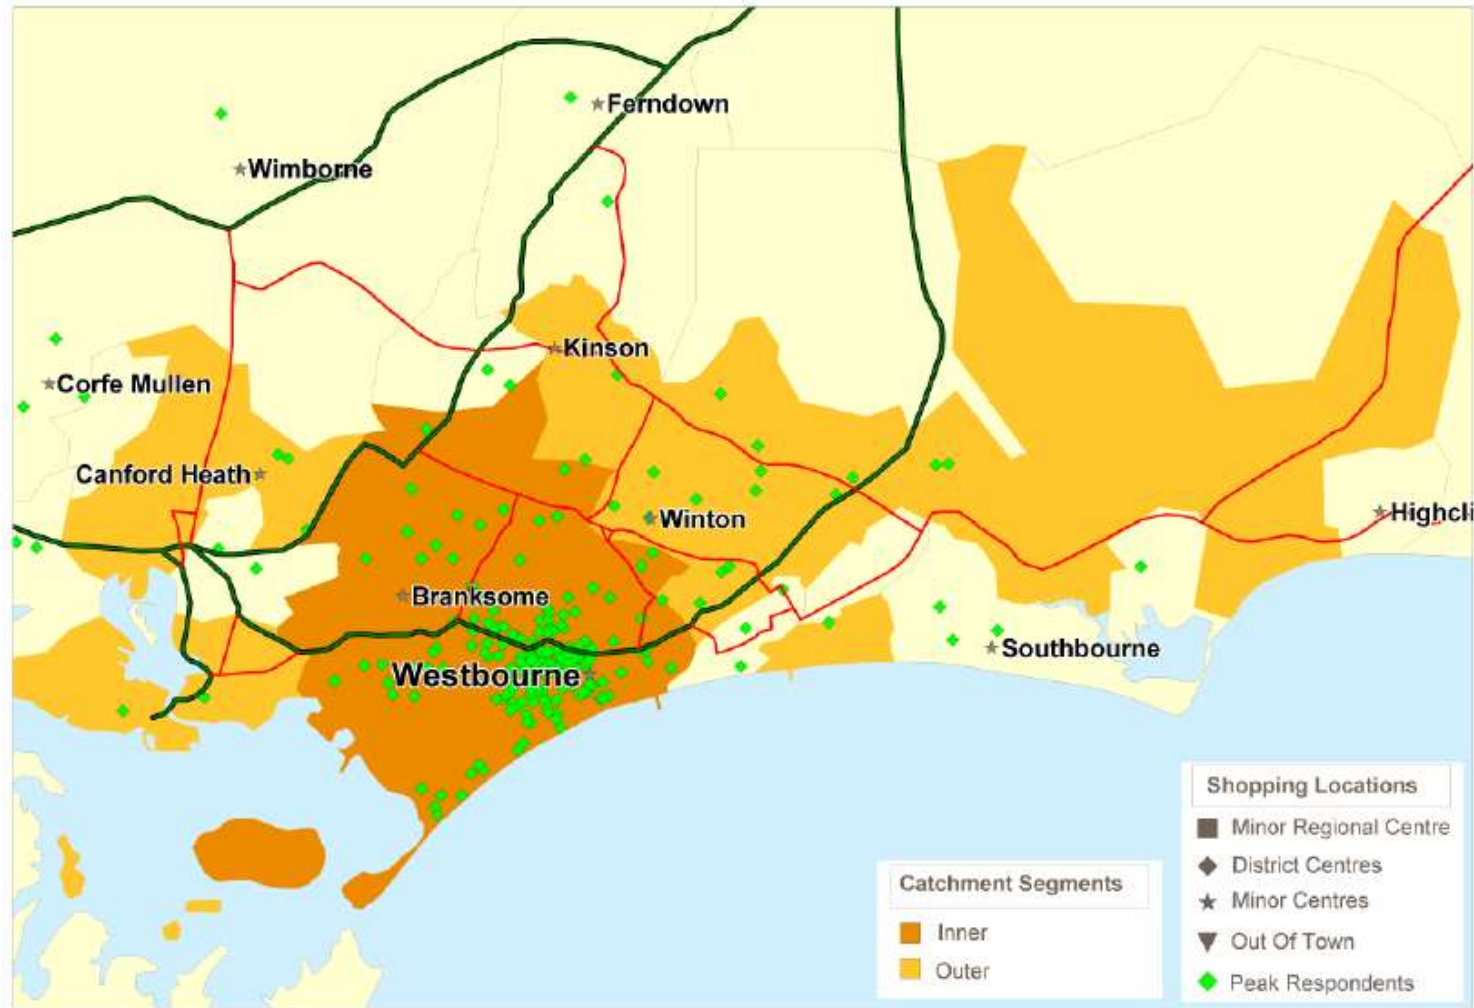 Ferndown
Wimborne
Kinson
Corfe Mullen
Canford Heath
Winton
Highcli
Branksome
Southbourne
Westbourne
Shopping Locations
Minor Regional Centre
District Centres
Minor Centres
Out Of Town
Peak Respondents
Catchment Segments
Inner
Outer